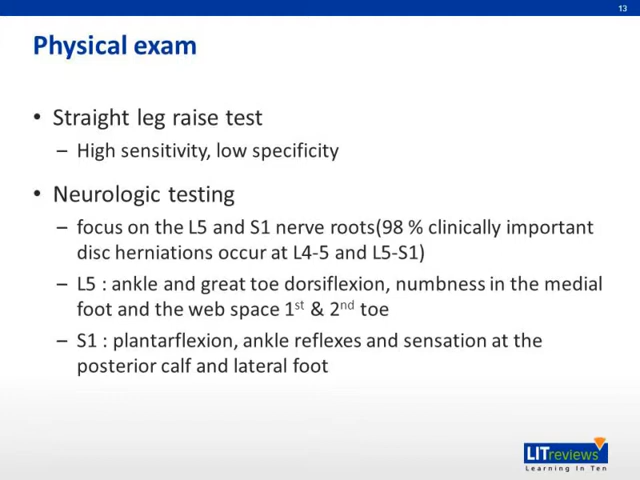 13
Physical exam
• Straight leg raise test
– High sensitivity, low specificity
• Neurologic testing
– focus on the L5 and S1 nerve roots(98 % clinically important
disc herniations occur at L4-5 and L5-S1)
– L5 : ankle and great toe dorsiflexion, numbness in the medial
foot and the web space 1st & 2nd toe
– S1 : plantarflexion, ankle reflexes and sensation at the
posterior calf and lateral foot
LITreviews
Learning In Ten